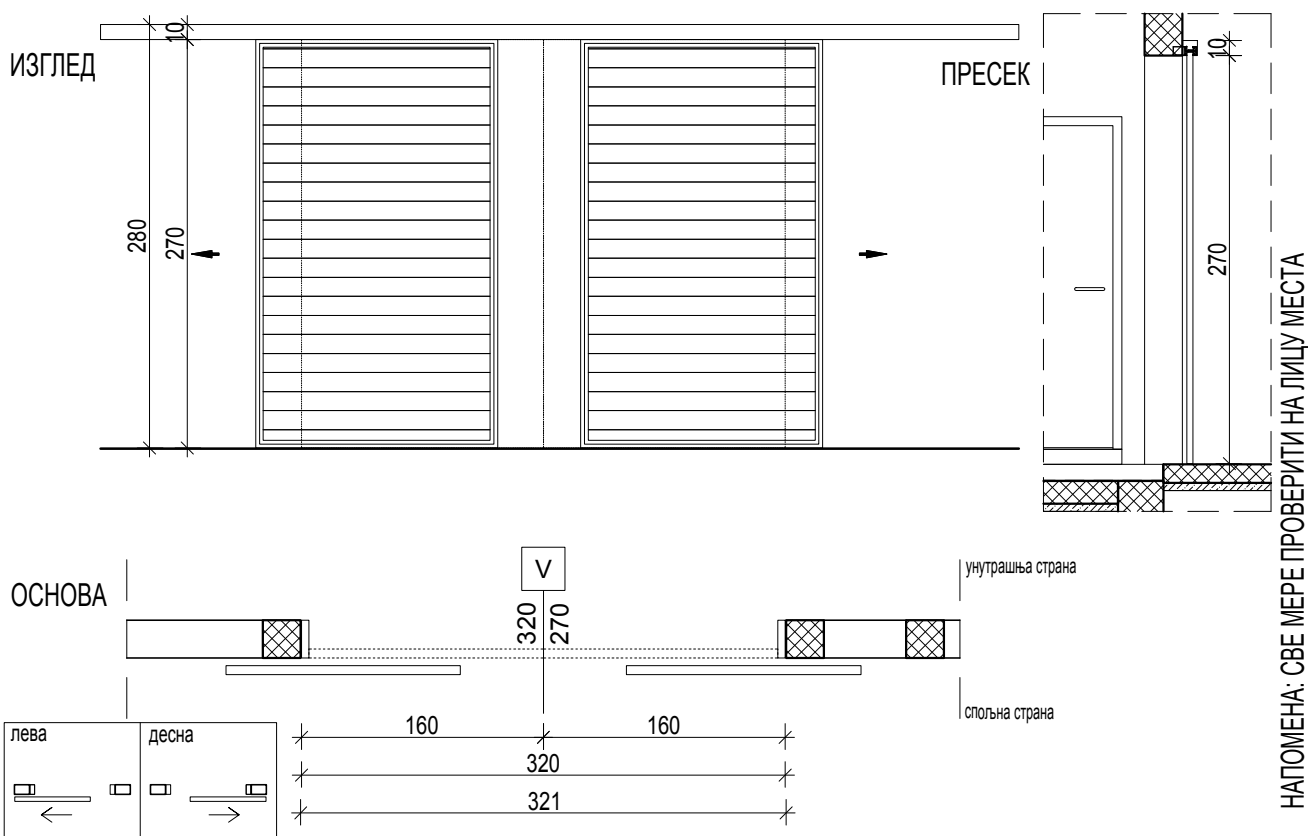 10
ИЗГЛЕД
280
270
ПРЕСЕК
10
270
НАПОМЕНА: СВЕ МЕРЕ ПРОВЕРИТИ НА ЛИЦУ МЕСТА
ОСНОВА
V
320
270
унутрашња страна
спољна страна
160
160
320
321
лева
десна